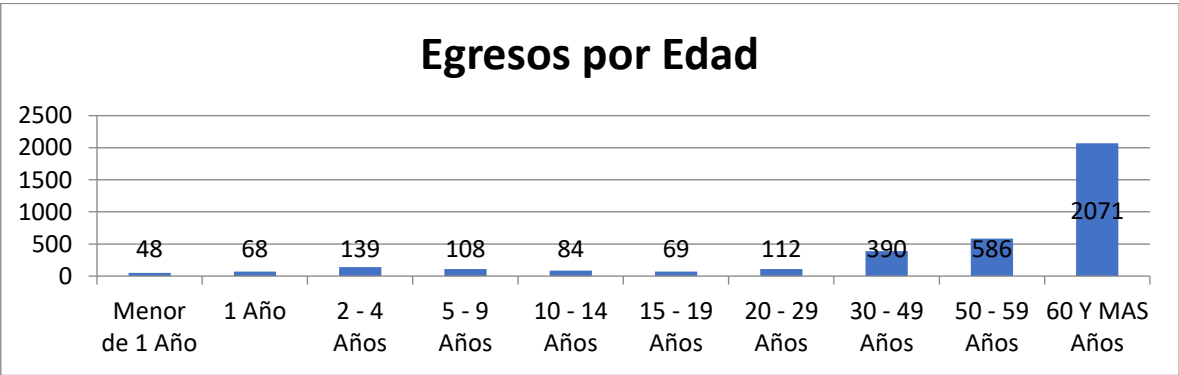 Egresos por Edad
2500
2000
1500
1000
500
0
48 68 139 108 84 69 112 390 586 2071
Menor 1 Año 2 - 4 5 - 9 10 - 14 15 - 19 20 - 29 30 - 49 50 - 59 60 Y MAS
de 1 Año Años Años Años Años Años Años Años Años